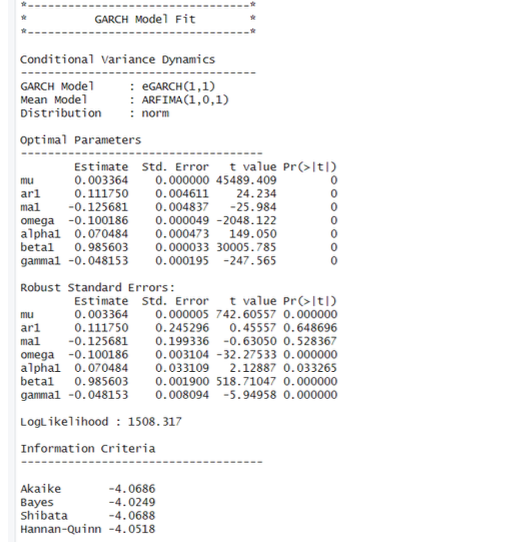 *---------------------------------*
*          GARCH Model Fit        *
*---------------------------------*
Conditional Variance Dynamics
-----------------------------------
GARCH Model : eGARCH(1,1)
Mean Model : ARFIMA(1,0,1)
Distribution : norm
Optimal Parameters
------------------------------------
Estimate Std. Error t value Pr(>|t|)
mu 0.003364 0.000000 45489.409 0
ar1 0.111750 0.004611 24.234 0
ma1 -0.125681 0.004837 -25.984 0
omega -0.100186 0.000049 -2048.122 0
alpha1 0.070484 0.000473 149.050 0
beta1 0.985603 0.000033 30005.785 0
gamma1 -0.048153 0.000195 -247.565 0
Robust Standard Errors:
Estimate Std. Error t value Pr(>|t|)
mu 0.003364 0.000005 742.60557 0.000000
ar1 0.111750 0.245296 0.45557 0.648696
ma1 -0.125681 0.199336 -0.63050 0.528367
omega -0.100186 0.003104 -32.27533 0.000000
alpha1 0.070484 0.033109 2.12887 0.033265
beta1 0.985603 0.001900 518.71047 0.000000
gamma1 -0.048153 0.008094 -5.94958 0.000000
LogLikelihood : 1508.317
Information Criteria
------------------------------------
Akaike -4.0686
Bayes -4.0249
Shibata -4.0688
Hannan-Quinn -4.0518